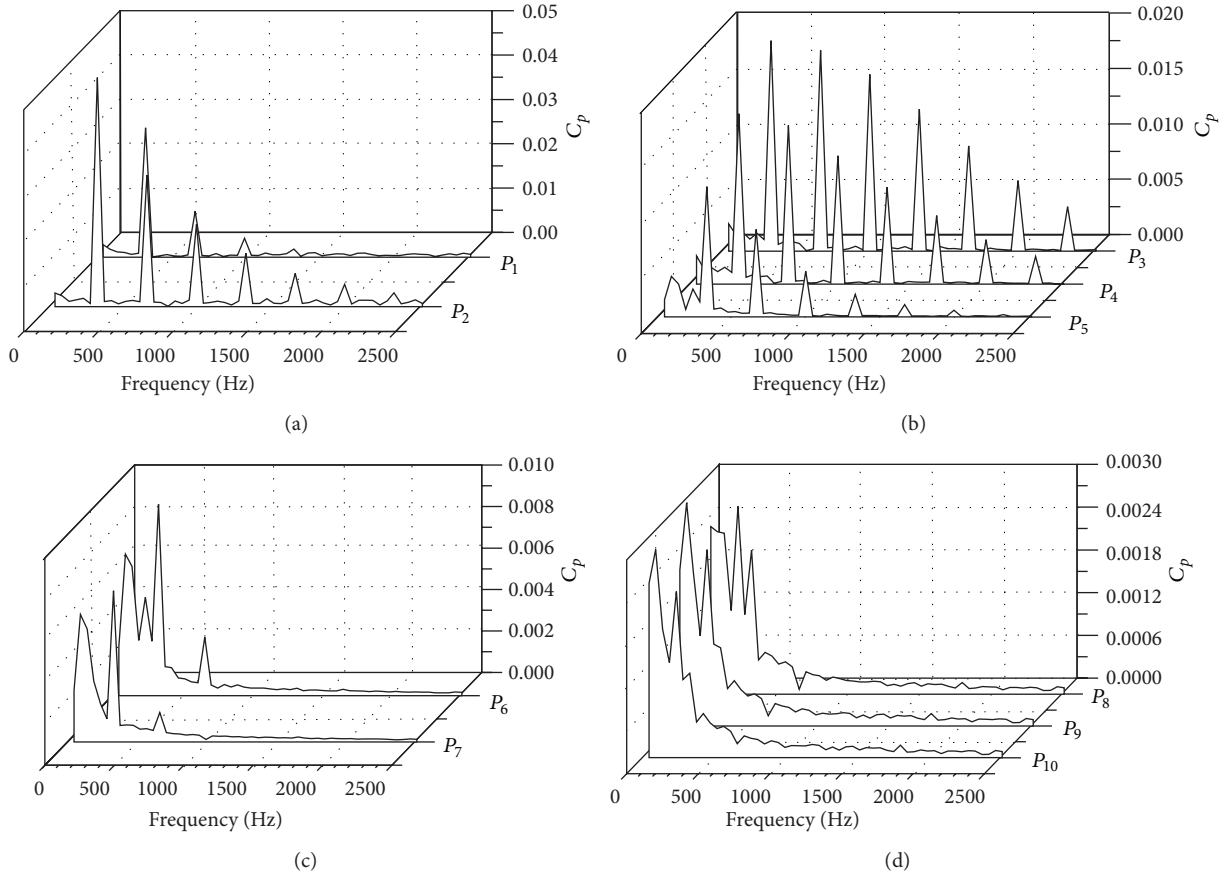 0.05
0.04
0.03
0.02
0.01
0.00
C_p
P_1
P_2
0 500 1000 1500 2000 2500
Frequency (Hz)
(a)
0.020
0.015
0.010
0.005
0.000
C_p
P_3
P_4
P_5
0 500 1000 1500 2000 2500
Frequency (Hz)
(b)
0.010
0.008
0.006
0.004
0.002
0.000
C_p
P_6
P_7
0 500 1000 1500 2000 2500
Frequency (Hz)
(c)
0.0030
0.0024
0.0018
0.0012
0.0006
0.0000
C_p
P_8
P_9
P_10
0 500 1000 1500 2000 2500
Frequency (Hz)
(d)